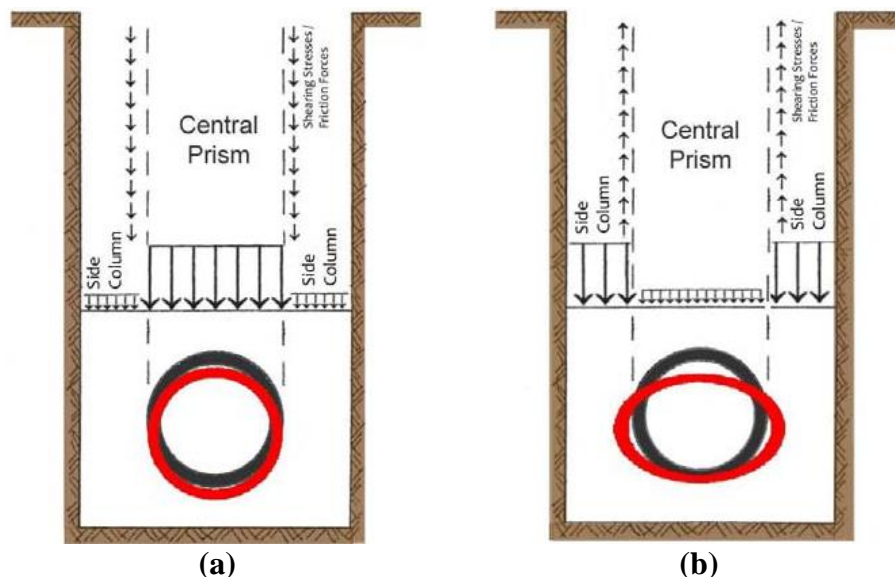 Shearing Stresses /
Friction Forces
Central
Prism
Side
Column
Side
Column
(a)
Shearing Stresses /
Friction Forces
Central
Prism
Side
Column
Side
Column
(b)